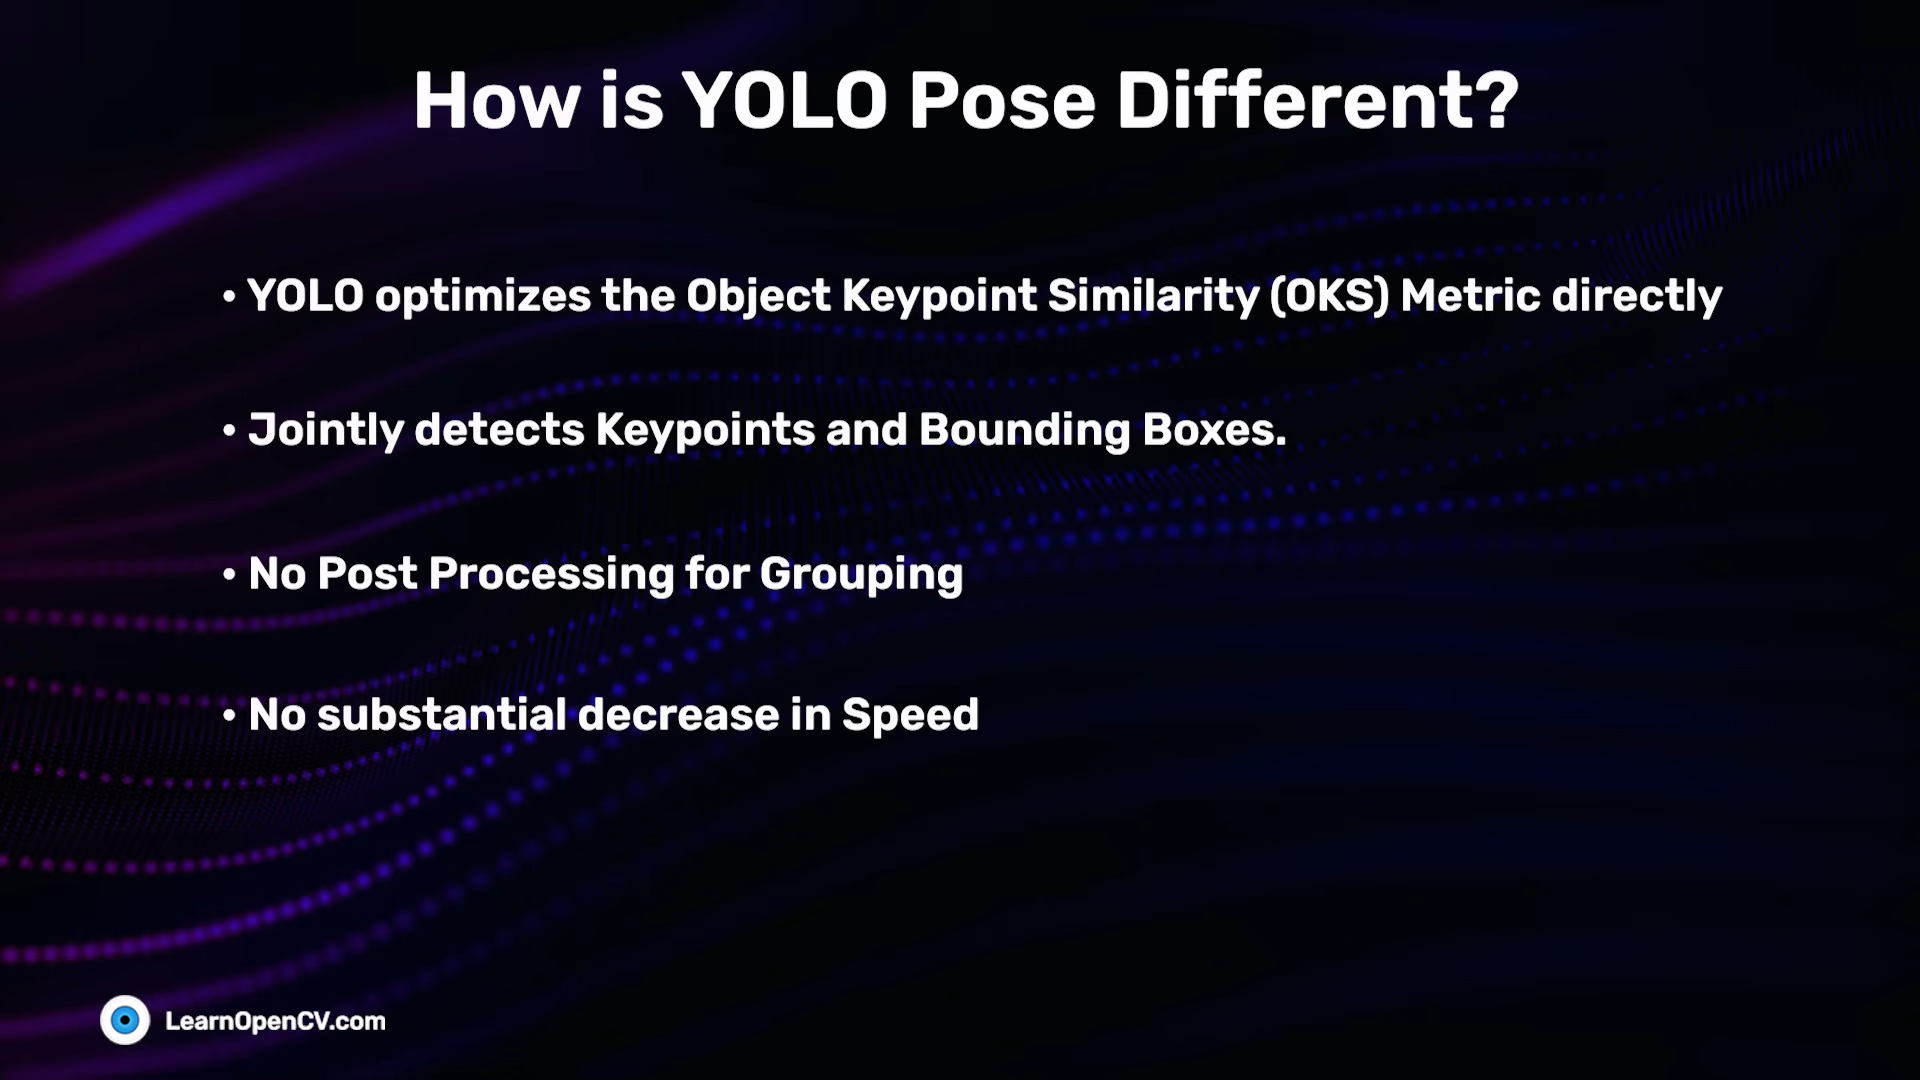 How is YOLO Pose Different?
• YOLO optimizes the Object Keypoint Similarity (OKS) Metric directly
• Jointly detects Keypoints and Bounding Boxes.
• No Post Processing for Grouping
• No substantial decrease in Speed
LearnOpenCV.com